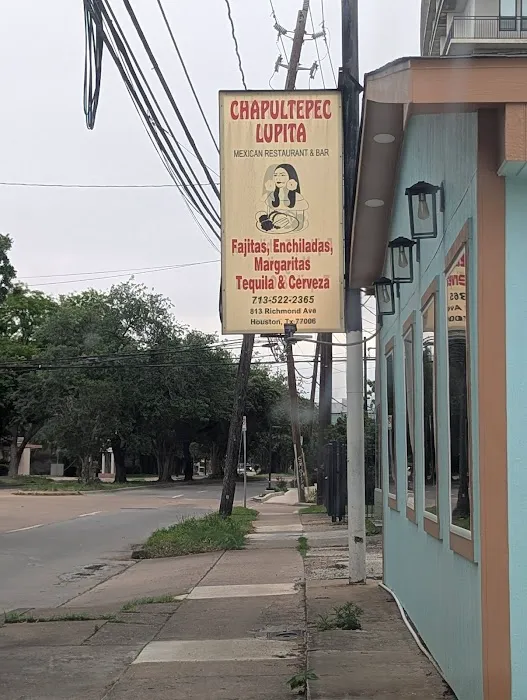 CHAPULTEPEC
LUPITA
MEXICAN RESTAURANT & BAR
Fajitas, Enchiladas,
Margaritas
Tequila & Cerveza
713-522-2365
813 Richmond Ave
Houston, Tx 77006